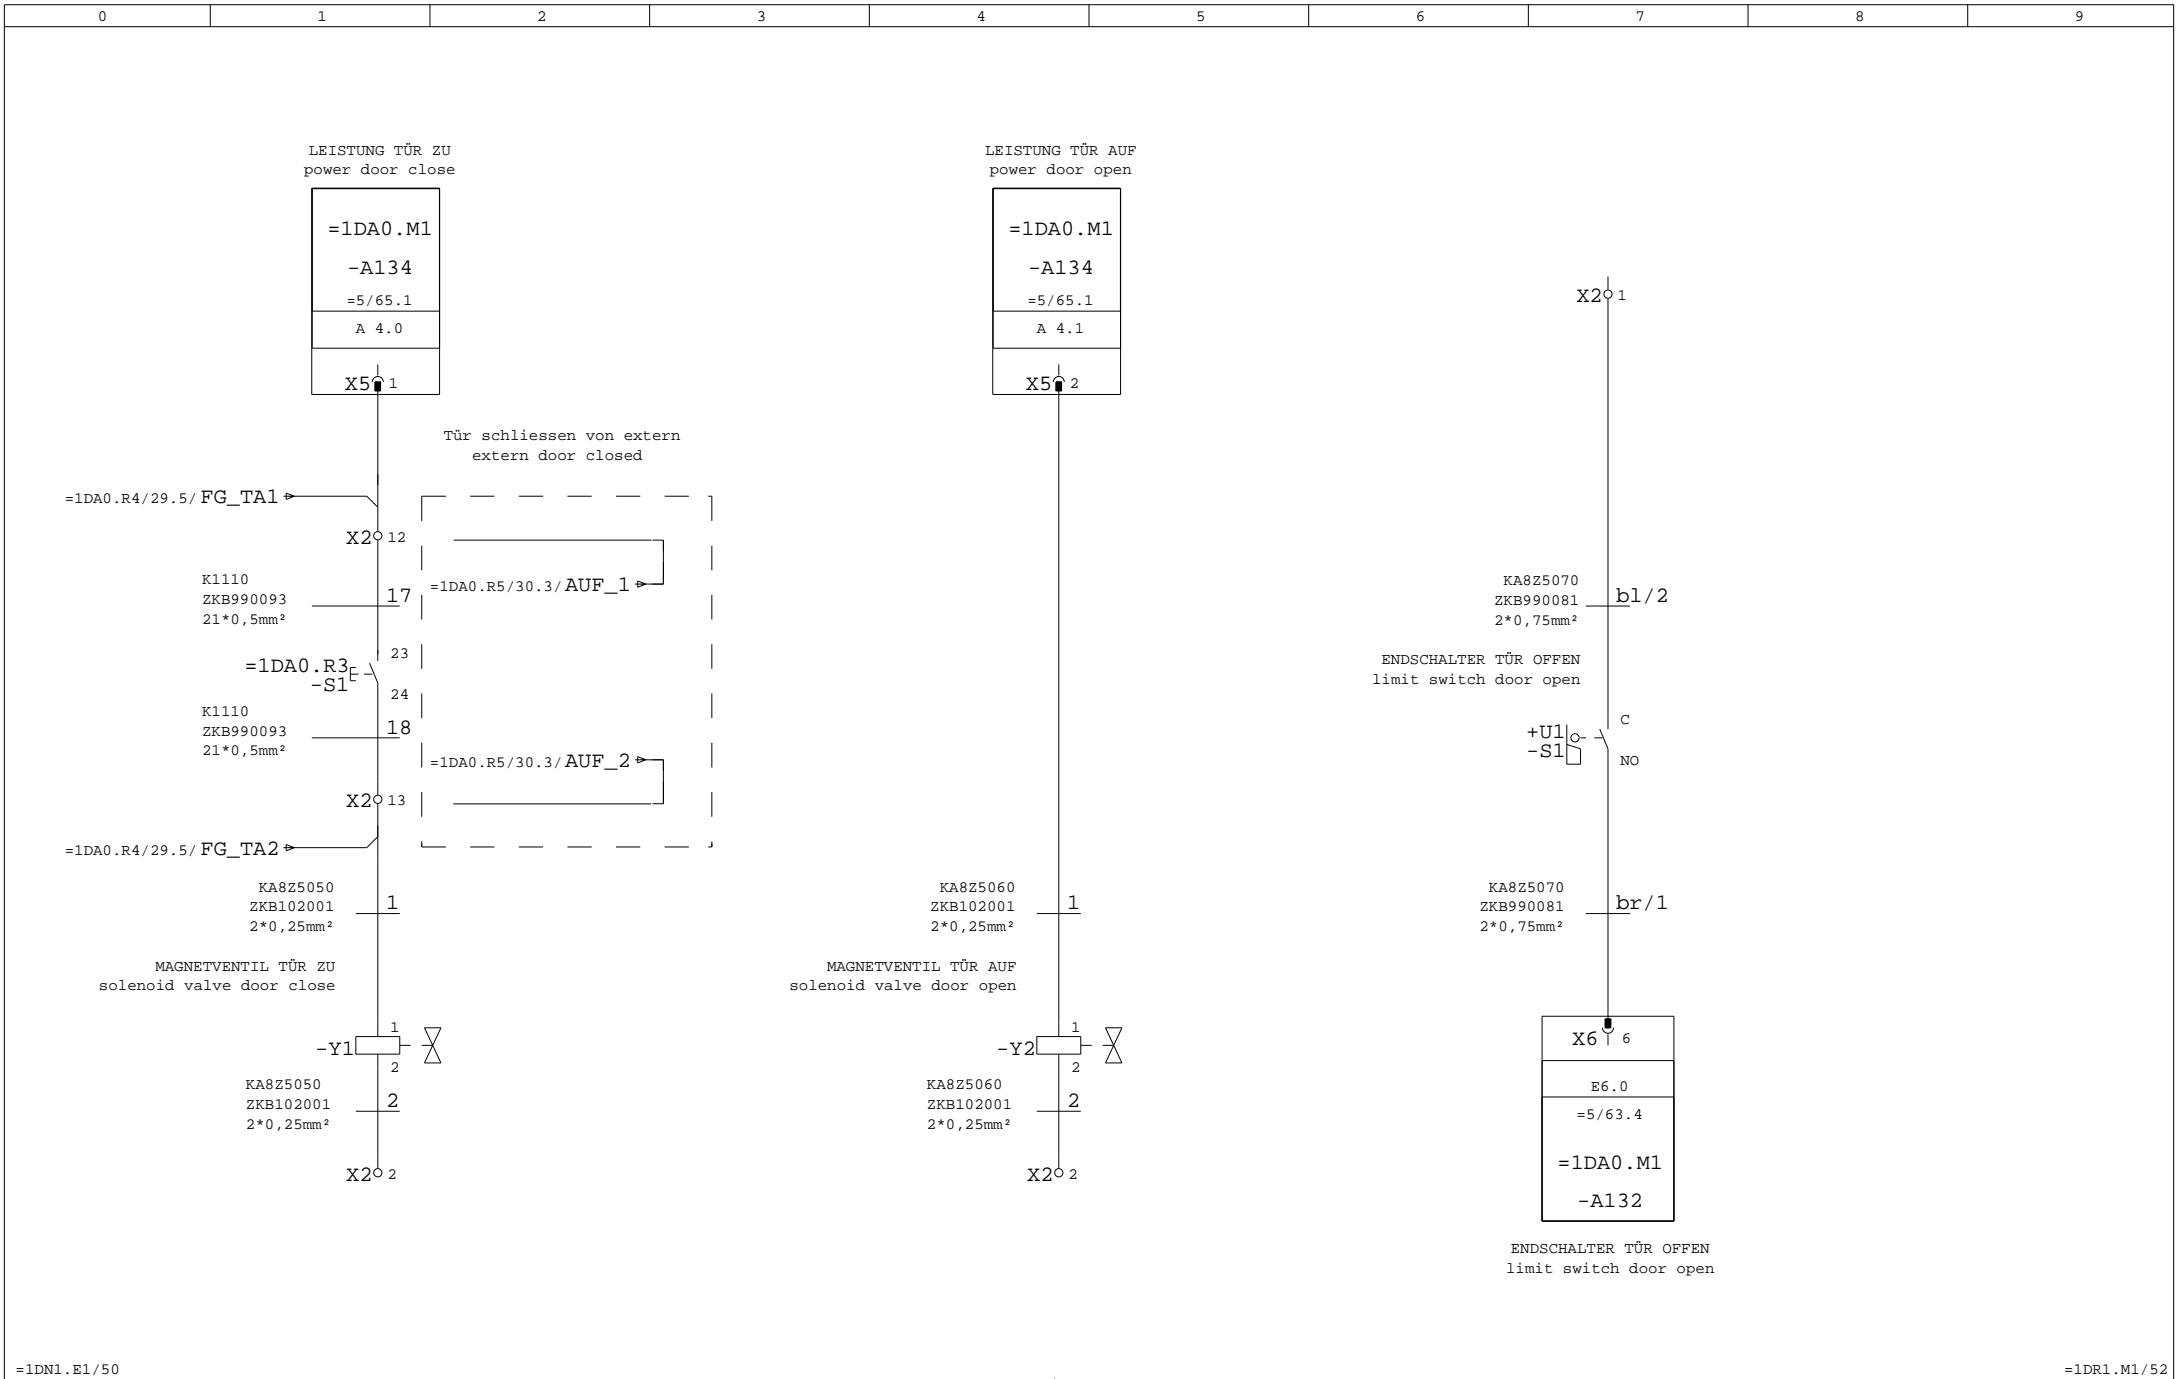 0 1 2 3 4 5 6 7 8 9
LEISTUNG TÜR ZU
power door close
=1DA0.M1
-A134
=5/65.1
A 4.0
X5 1
=1DA0.R4/29.5/ FG_TA1
X2 12
K1110
ZKB990093
21*0,5mm²
17
=1DA0.R3
-S1
23
24
K1110
ZKB990093
21*0,5mm²
18
X2 13
=1DA0.R4/29.5/ FG_TA2
KA8Z5050
ZKB102001
2*0,25mm²
1
MAGNETVENTIL TÜR ZU
solenoid valve door close
1
-Y1
2
KA8Z5050
ZKB102001
2*0,25mm²
2
X2 2
Tür schliessen von extern
extern door closed
=1DA0.R5/30.3/ AUF_1
=1DA0.R5/30.3/ AUF_2
LEISTUNG TÜR AUF
power door open
=1DA0.M1
-A134
=5/65.1
A 4.1
X5 2
KA8Z5060
ZKB102001
2*0,25mm²
1
MAGNETVENTIL TÜR AUF
solenoid valve door open
1
-Y2
2
KA8Z5060
ZKB102001
2*0,25mm²
2
X2 2
X2 1
KA8Z5070
ZKB990081
2*0,75mm²
bl/2
ENDSCHALTER TÜR OFFEN
limit switch door open
C
+U1
-S1
NO
KA8Z5070
ZKB990081
2*0,75mm²
br/1
X6 6
E6.0
=5/63.4
=1DA0.M1
-A132
ENDSCHALTER TÜR OFFEN
limit switch door open
=1DN1.E1/50
=1DR1.M1/52